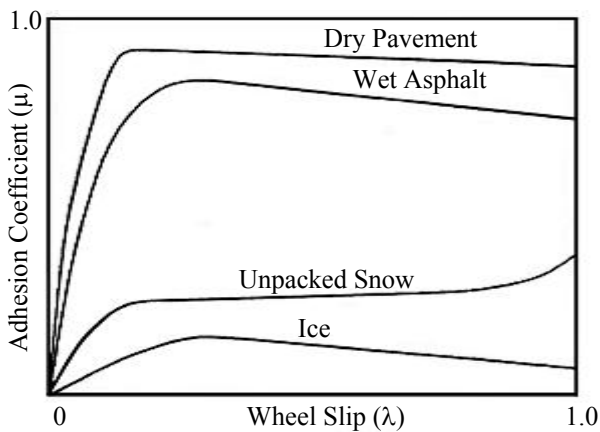 1.0
Dry Pavement
Wet Asphalt
Adhesion Coefficient (μ)
Unpacked Snow
Ice
0 Wheel Slip (λ) 1.0